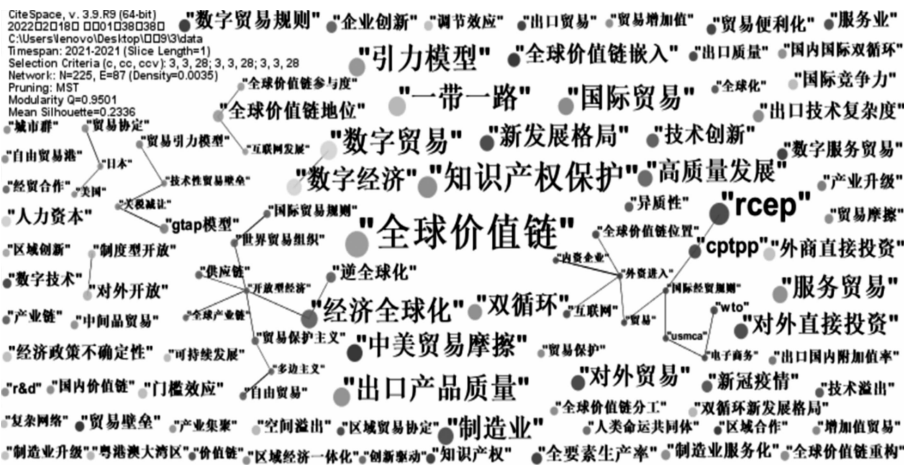 CiteSpace, v. 3.9.R9 (64-bit)
2022▯2▯18▯ ▯▯01▯38▯38▯
C:\Users\lenovo\Desktop\▯▯9\3\data
Timespan: 2021-2021 (Slice Length=1)
Selection Criteria (c, cc, ccv): 3, 3, 28; 3, 3, 28; 3, 3, 28
Network: N=225, E=87 (Density=0.0035)
Pruning: MST
Modularity Q=0.9501
Mean Silhouette=0.2336
"数字贸易规则" "企业创新" "调节效应" "出口贸易" "贸易增加值" "贸易便利化" "服务业"
"引力模型" "全球价值链嵌入" "出口质量" "国内国际双循环"
"全球价值链参与度" "一带一路" "国际贸易" "全球化" "国际竞争力"
"全球价值链地位" "出口技术复杂度"
"城市群" "贸易协定" "贸易引力模型" "数字贸易" "新发展格局" "技术创新"
"自由贸易港" "日本" "互联网发展" "数字服务贸易"
"经贸合作" "美国" "技术性贸易壁垒" "数字经济" "知识产权保护" "高质量发展" "产业升级"
"人力资本" "关税减让" "gtap模型" "国际贸易规则" "异质性" "rcep" "贸易摩擦"
"区域创新" "制度型开放" "世界贸易组织" "全球价值链" "全球价值链位置" "cptpp" "外商直接投资"
"数字技术" "对外开放" "供应链" "开放型经济" "逆全球化" "内资企业" "外资进入" "国际经贸规则" "服务贸易"
"产业链" "中间品贸易" "全球产业链" "经济全球化" "双循环" "互联网" "贸易" "wto" "对外直接投资"
"经济政策不确定性" "可持续发展" "贸易保护主义" "中美贸易摩擦" "贸易保护" "usmca" "电子商务" "出口国内附加值率"
"r&d" "国内价值链" "门槛效应" "多边主义" "自由贸易" "出口产品质量" "对外贸易" "新冠疫情" "技术溢出"
"全球价值链分工" "双循环新发展格局"
"复杂网络" "贸易壁垒" "产业集聚" "空间溢出" "区域贸易协定" "制造业" "人类命运共同体" "区域合作" "增加值贸易"
"制造业升级" "粤港澳大湾区" "价值链" "区域经济一体化" "创新驱动" "知识产权" "全要素生产率" "制造业服务化" "全球价值链重构"